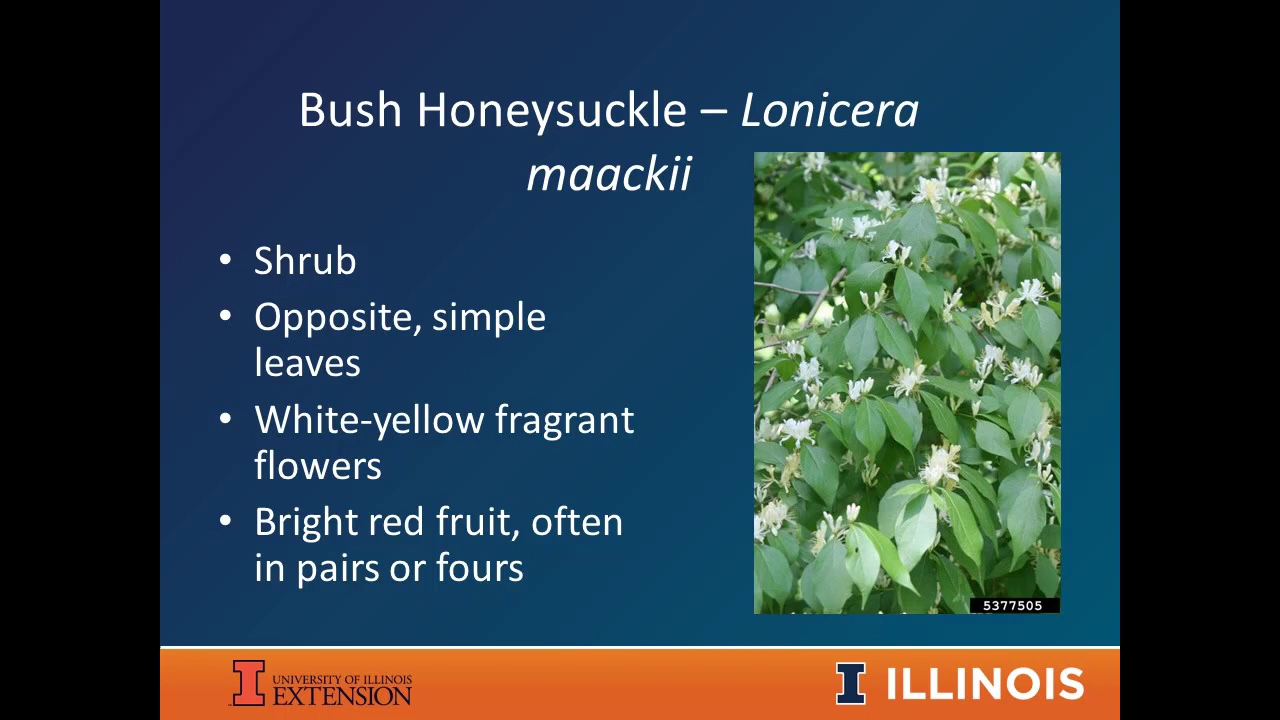 Bush Honeysuckle – Lonicera
maackii
• Shrub
• Opposite, simple
leaves
• White-yellow fragrant
flowers
• Bright red fruit, often
in pairs or fours
5377505
UNIVERSITY OF ILLINOIS
EXTENSION
ILLINOIS